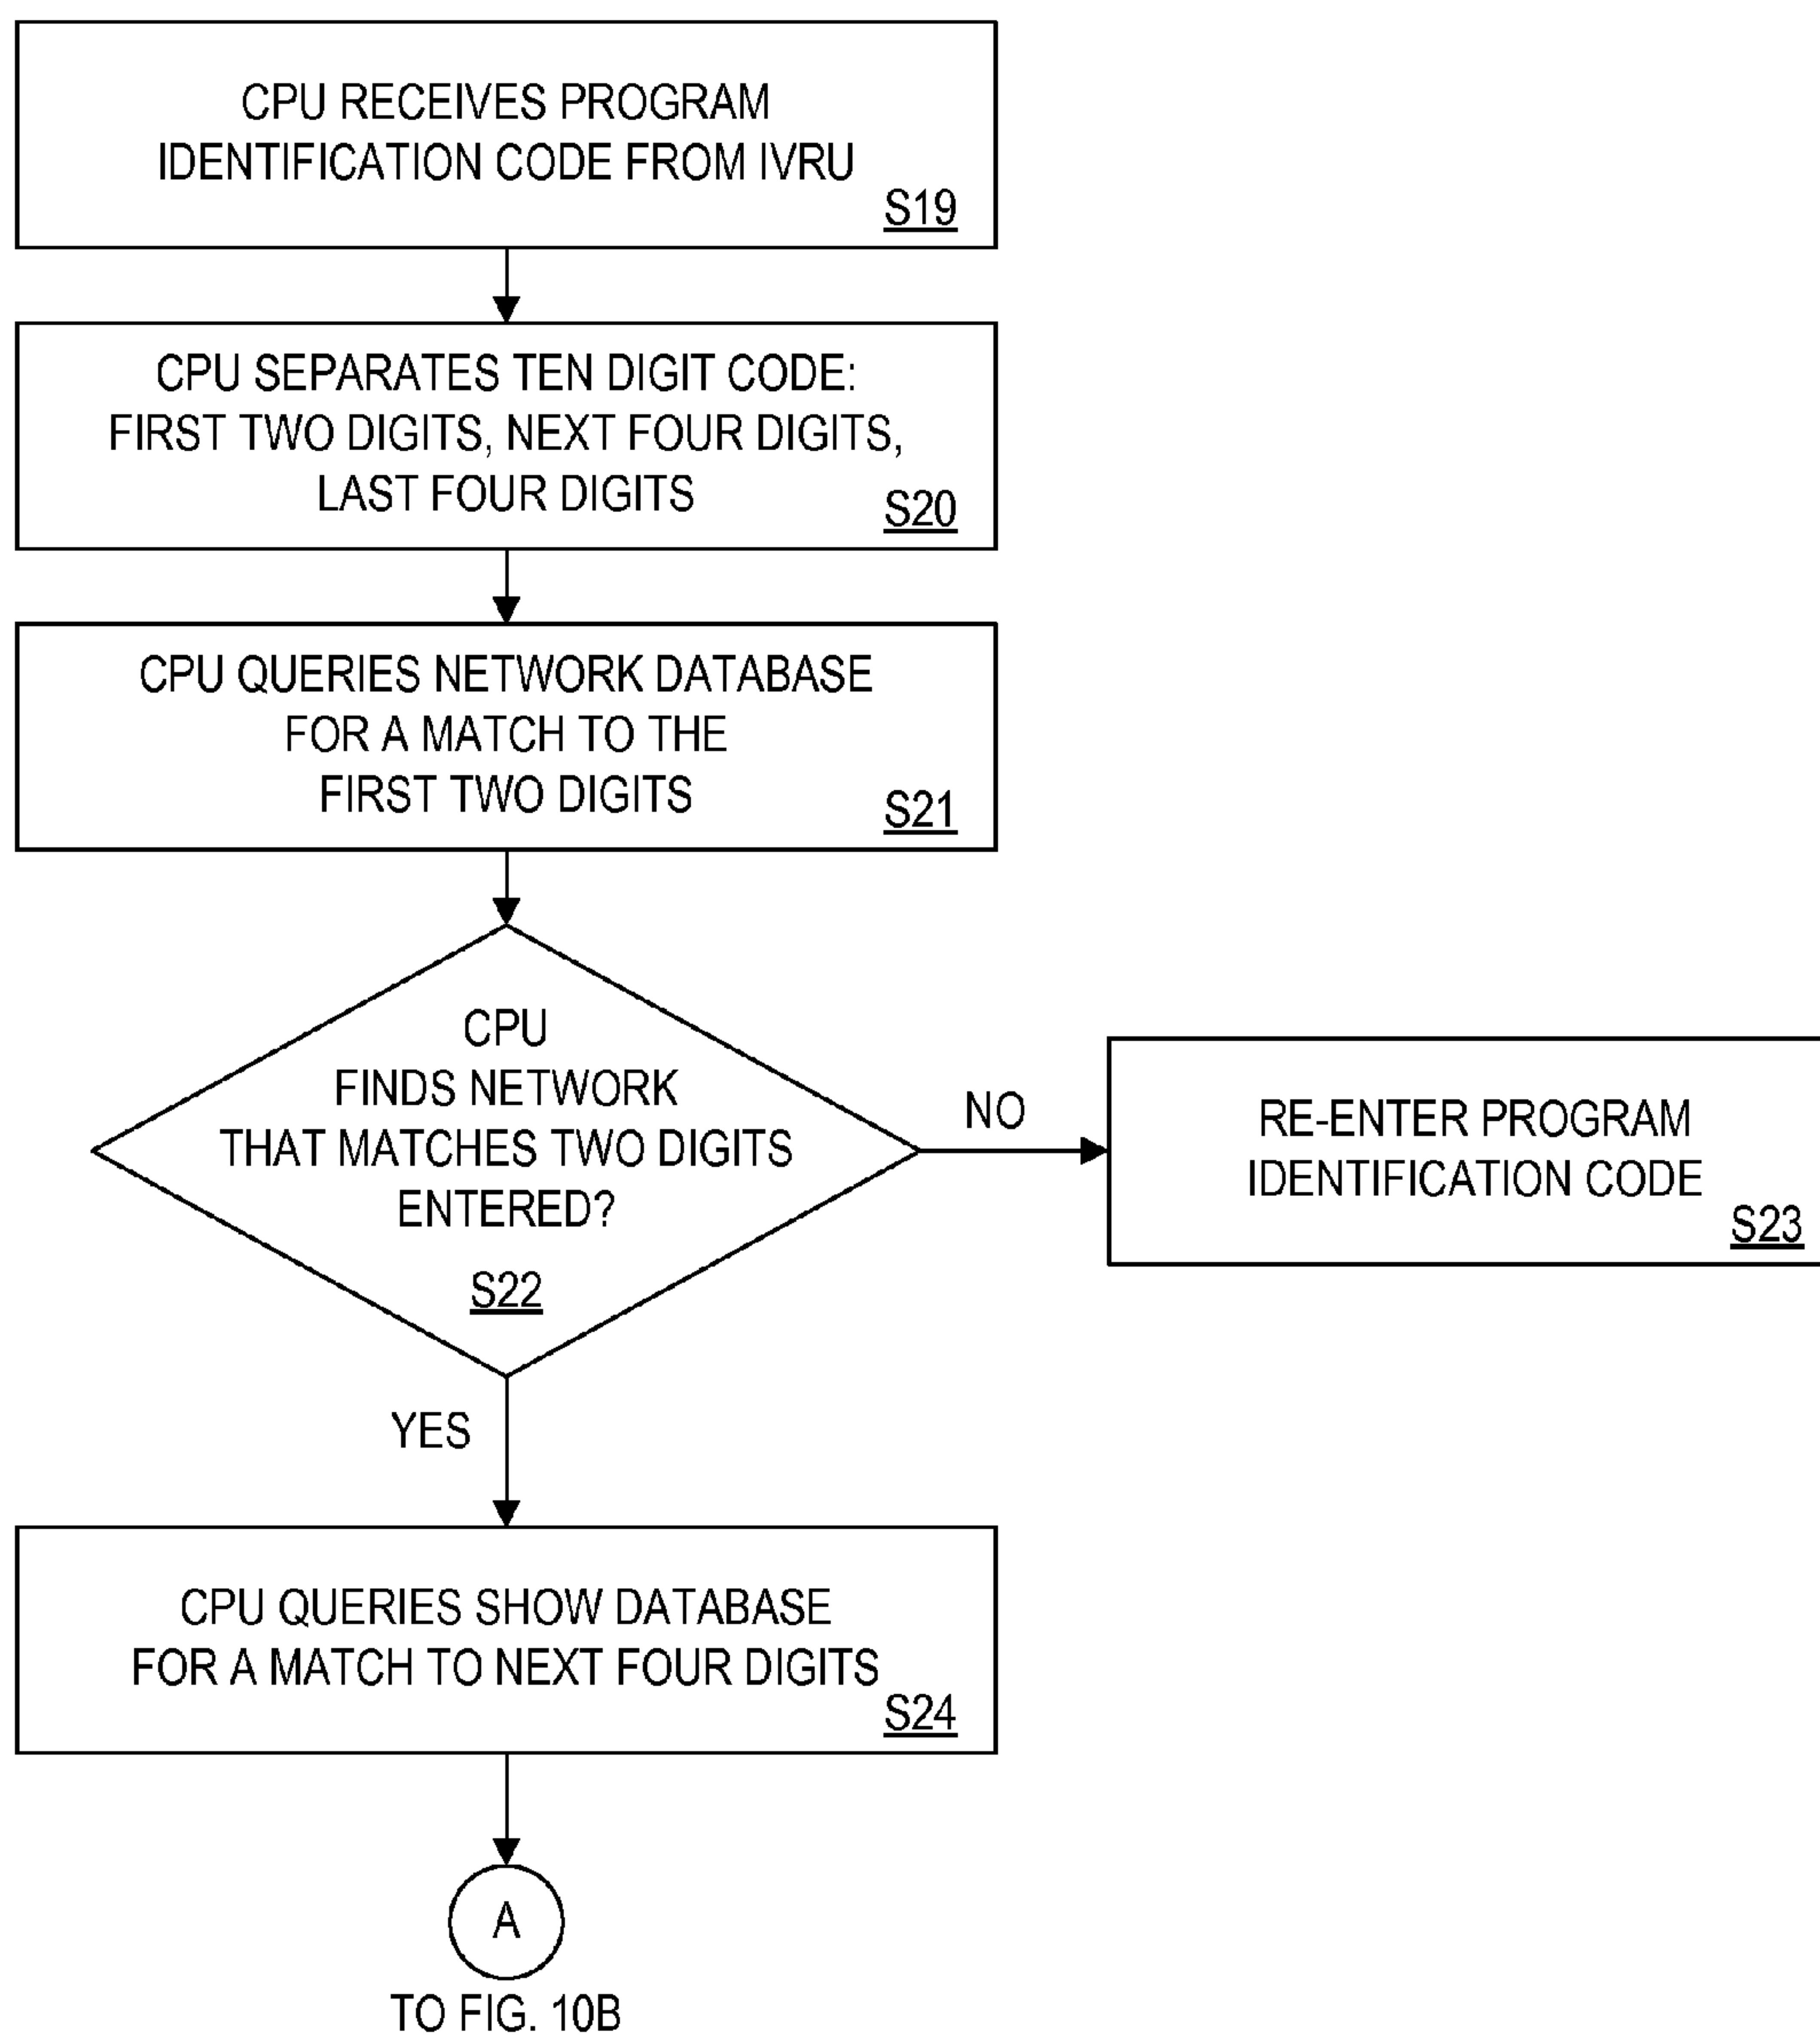 CPU RECEIVES PROGRAM
IDENTIFICATION CODE FROM IVRU
S19
CPU SEPARATES TEN DIGIT CODE:
FIRST TWO DIGITS, NEXT FOUR DIGITS,
LAST FOUR DIGITS
S20
CPU QUERIES NETWORK DATABASE
FOR A MATCH TO THE
FIRST TWO DIGITS
S21
CPU
FINDS NETWORK
THAT MATCHES TWO DIGITS
ENTERED?
S22
NO
RE-ENTER PROGRAM
IDENTIFICATION CODE
S23
YES
CPU QUERIES SHOW DATABASE
FOR A MATCH TO NEXT FOUR DIGITS
S24
A
TO FIG. 10B